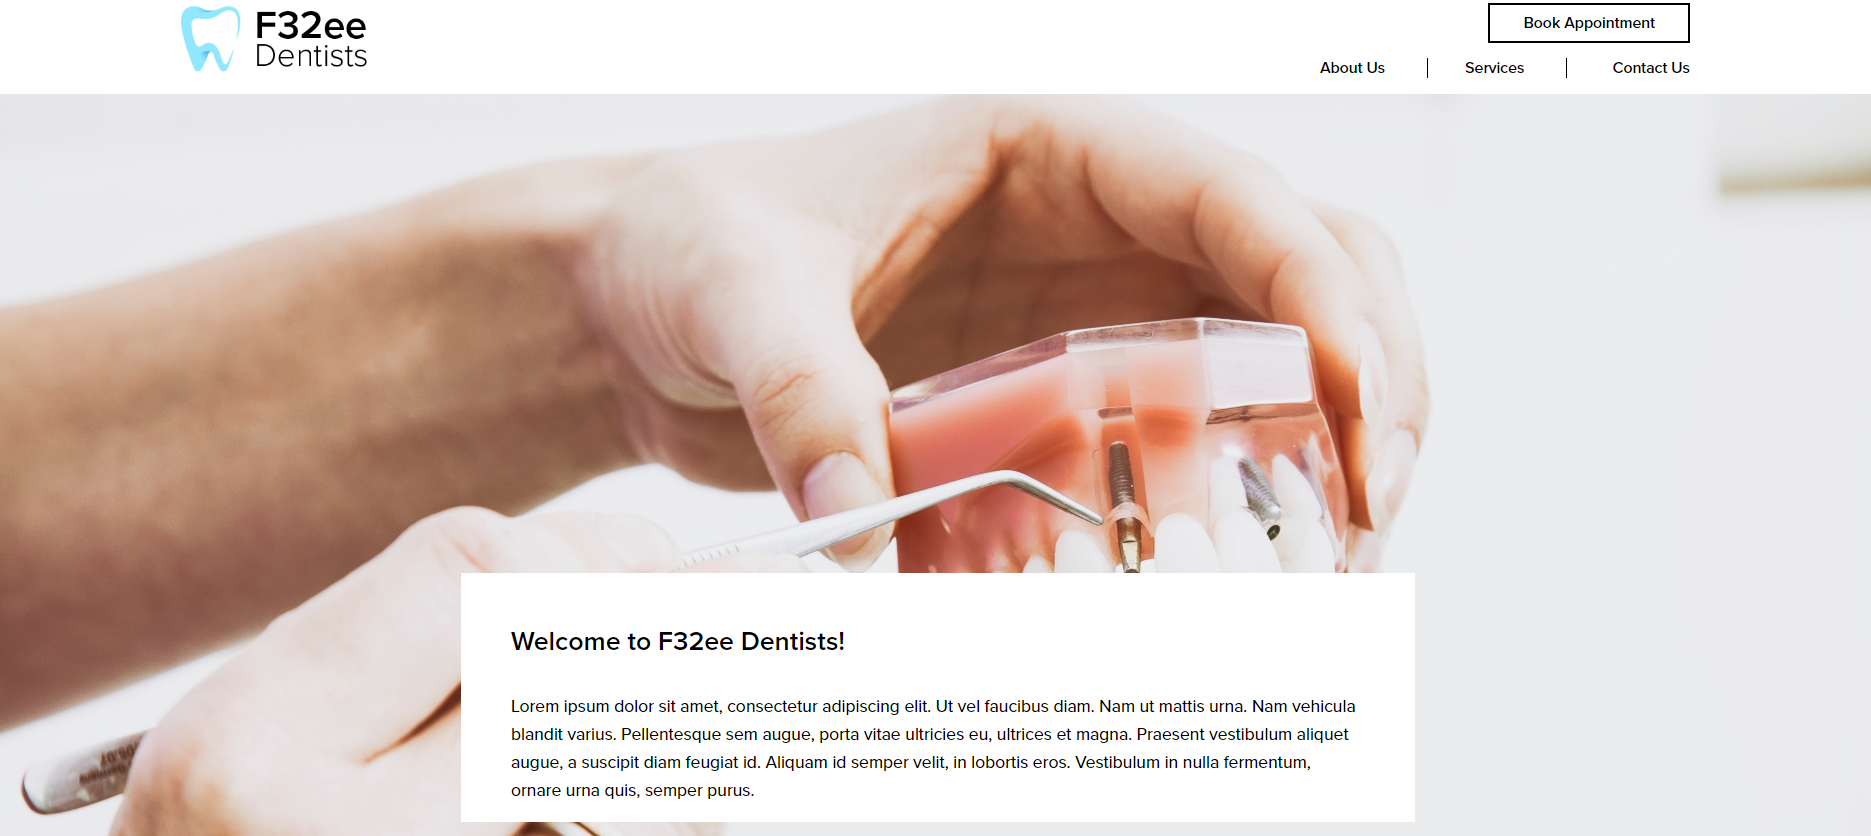 F32ee
Dentists
Book Appointment
About Us
Services
Contact Us
Welcome to F32ee Dentists!
Lorem ipsum dolor sit amet, consectetur adipiscing elit. Ut vel faucibus diam. Nam ut mattis urna. Nam vehicula
blandit varius. Pellentesque sem augue, porta vitae ultricies eu, ultrices et magna. Praesent vestibulum aliquet
augue, a suscipit diam feugiat id. Aliquam id semper velit, in lobortis eros. Vestibulum in nulla fermentum,
ornare urna quis, semper purus.